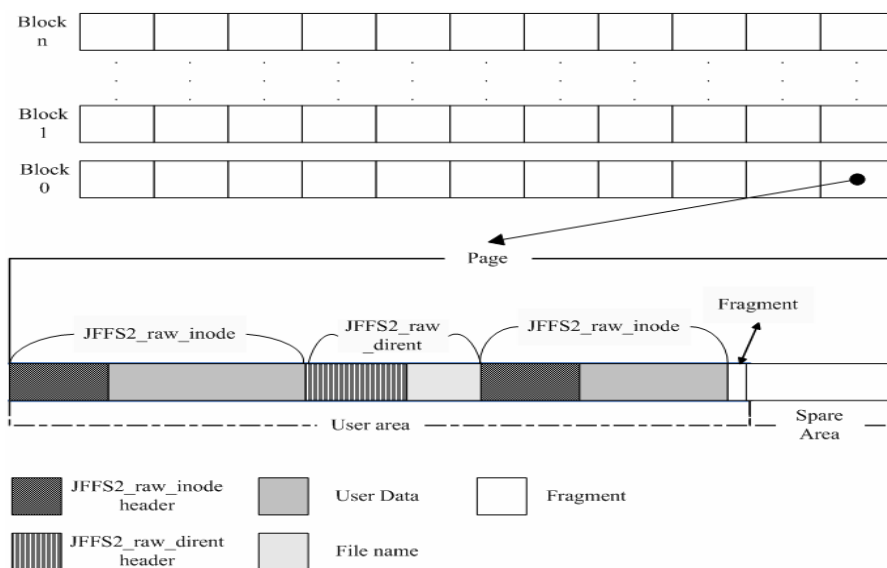 Block
n
Block
1
Block
0
Page
Fragment
JFFS2_raw_inode
JFFS2_raw
_dirent
JFFS2_raw_inode
User area
Spare
Area
JFFS2_raw_inode
header
User Data
Fragment
JFFS2_raw_dirent
header
File name